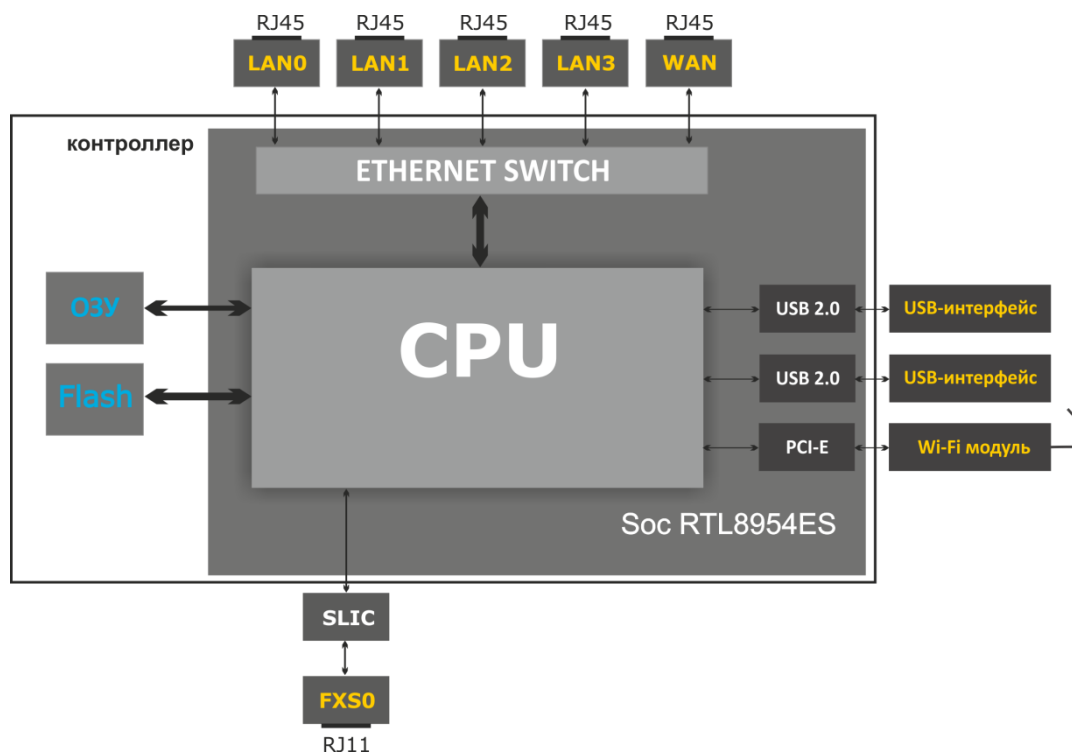 RJ45 RJ45 RJ45 RJ45 RJ45
LAN0 LAN1 LAN2 LAN3 WAN
контроллер
ETHERNET SWITCH
ОЗУ
Flash
CPU
USB 2.0 USB-интерфейс
USB 2.0 USB-интерфейс
PCI-E Wi-Fi модуль
Soc RTL8954ES
SLIC
FXS0
RJ11